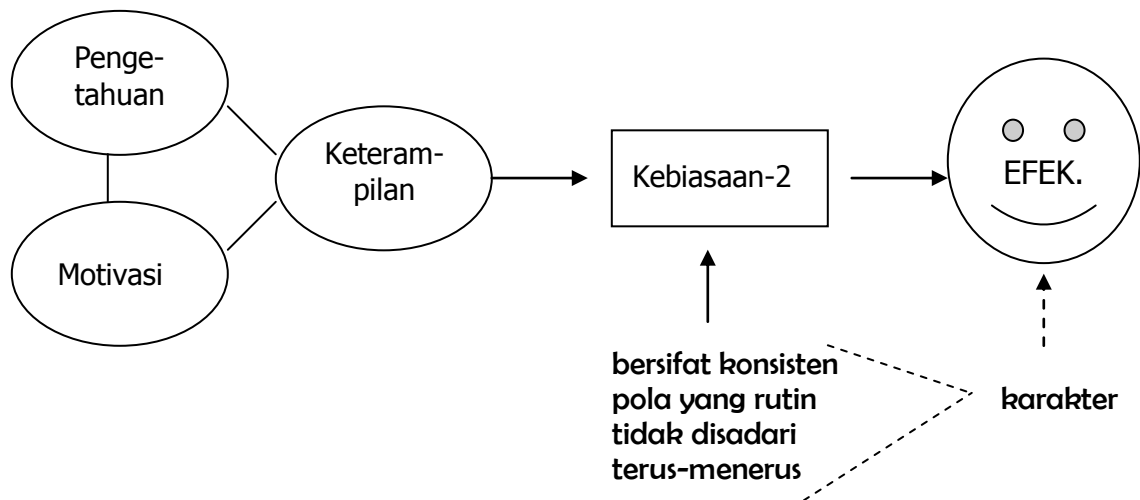 Penge-
tahuan
Motivasi
Keteram-
pilan
Kebiasaan-2
EFEK.
bersifat konsisten
pola yang rutin
tidak disadari
terus-menerus
karakter